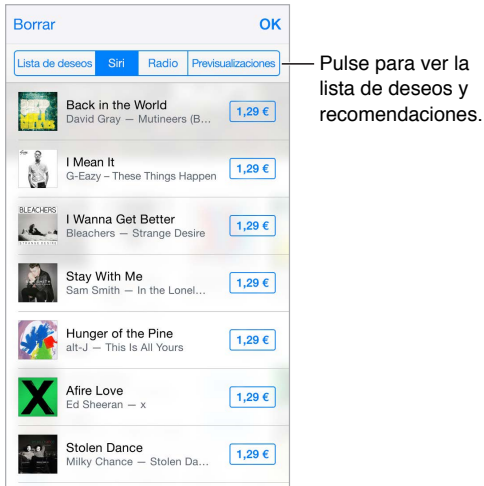 Borrar OK
Lista de deseos Siri Radio Previsualizaciones
Pulse para ver la
lista de deseos y
recomendaciones.
Back in the World
David Gray — Mutineers (B...
1,29 €
I Mean It
G-Eazy – These Things Happen
1,29 €
BLEACHERS
STRANGE DESIRE
I Wanna Get Better
Bleachers — Strange Desire
1,29 €
Stay With Me
Sam Smith — In the Lonel...
1,29 €
Hunger of the Pine
alt-J — This Is All Yours
1,29 €
Afire Love
Ed Sheeran — x
1,29 €
Stolen Dance
Milky Chance — Stolen Da...
1,29 €